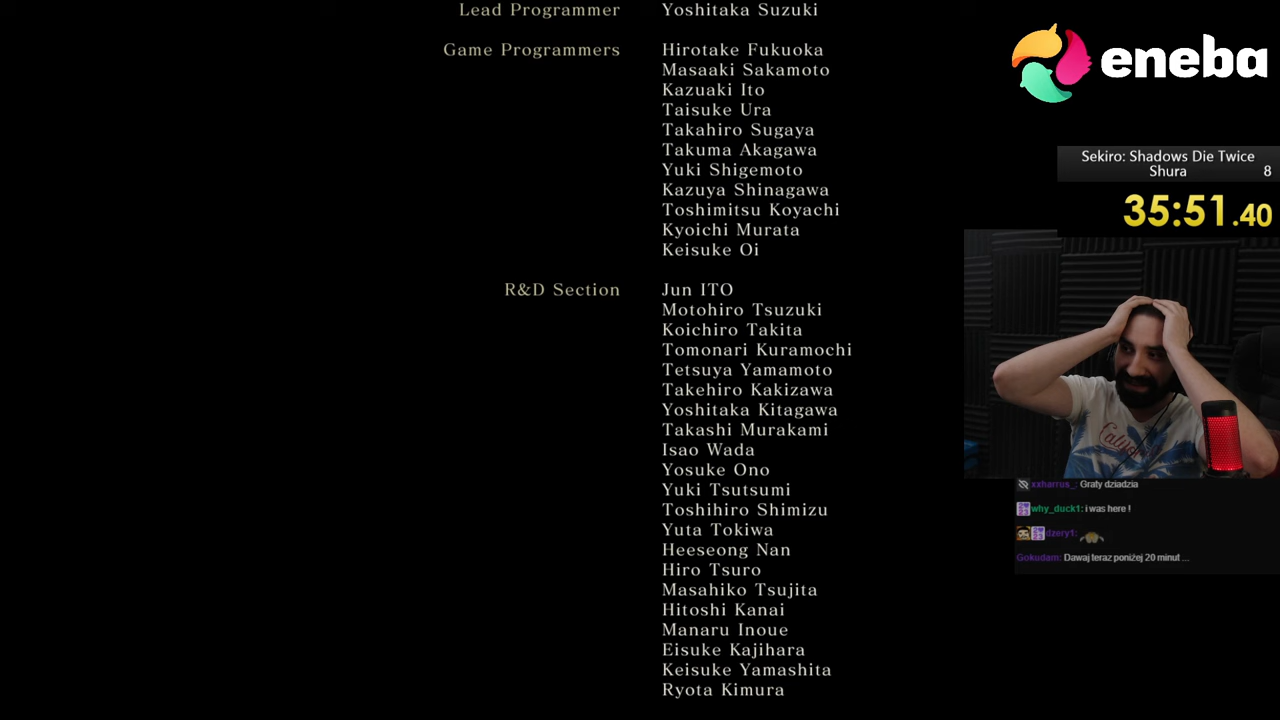 Lead Programmer Yoshitaka Suzuki
Game Programmers Hirotake Fukuoka
Masaaki Sakamoto
Kazuaki Ito
Taisuke Ura
Takahiro Sugaya
Takuma Akagawa
Yuki Shigemoto
Kazuya Shinagawa
Toshimitsu Koyachi
Kyoichi Murata
Keisuke Oi
R&D Section Jun ITO
Motohiro Tsuzuki
Koichiro Takita
Tomonari Kuramochi
Tetsuya Yamamoto
Takehiro Kakizawa
Yoshitaka Kitagawa
Takashi Murakami
Isao Wada
Yosuke Ono
Yuki Tsutsumi
Toshihiro Shimizu
Yuta Tokiwa
Heeseong Nan
Hiro Tsuro
Masahiko Tsujita
Hitoshi Kanai
Manaru Inoue
Eisuke Kajihara
Keisuke Yamashita
Ryota Kimura
eneba
Sekiro: Shadows Die Twice
Shura 8
35:51.40
xxharrus_: Graty dziadzia
why_duck1: i was here !
dzery1:
Gokudam: Dawaj teraz poniżej 20 minut ...